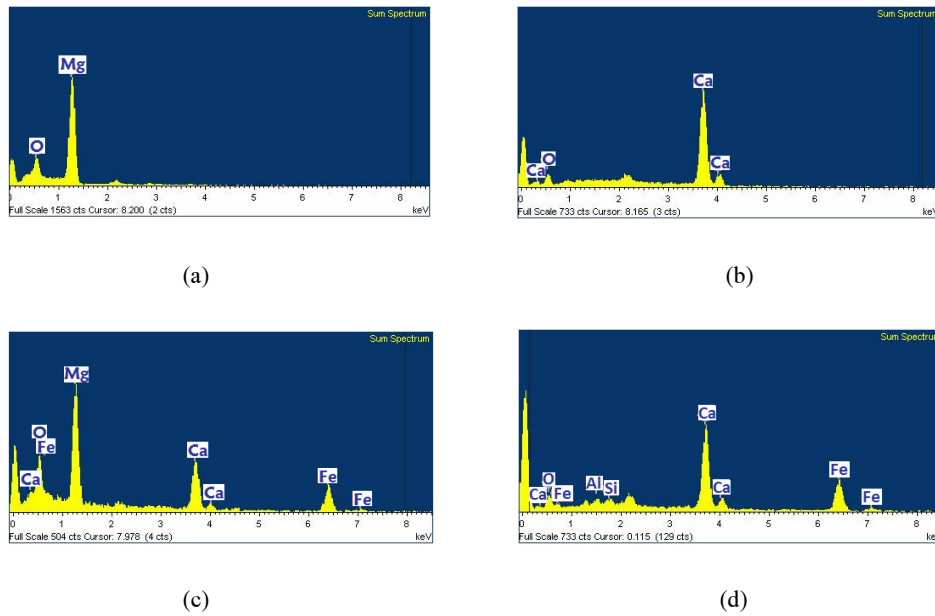 Sum Spectrum
Mg
O
0 1 2 3 4 5 6 7 8
Full Scale 1563 cts Cursor: 8.200 (2 cts) keV
(a)
Sum Spectrum
Ca
Ca O Ca
0 1 2 3 4 5 6 7 8
Full Scale 733 cts Cursor: 8.165 (3 cts) keV
(b)
Sum Spectrum
Mg
O
Fe Ca
Ca Ca Fe Fe
0 1 2 3 4 5 6 7 8
Full Scale 504 cts Cursor: 7.978 (4 cts) keV
(c)
Sum Spectrum
Ca
O Al Fe
Ca Fe Si Ca Fe
0 1 2 3 4 5 6 7 8
Full Scale 733 cts Cursor: 0.115 (129 cts) ke
(d)